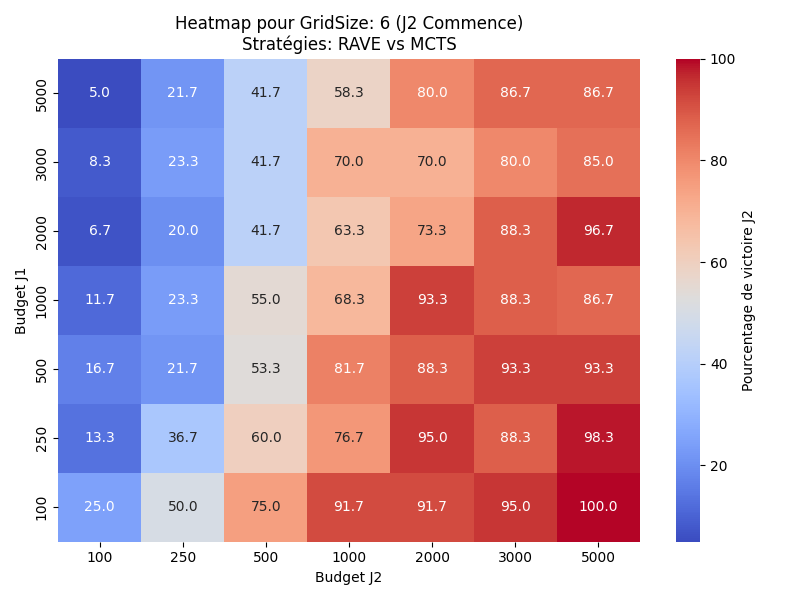 Heatmap pour GridSize: 6 (J2 Commence)
Stratégies: RAVE vs MCTS
Budget J1
5000 5.0 21.7 41.7 58.3 80.0 86.7 86.7
3000 8.3 23.3 41.7 70.0 70.0 80.0 85.0
2000 6.7 20.0 41.7 63.3 73.3 88.3 96.7
1000 11.7 23.3 55.0 68.3 93.3 88.3 86.7
500 16.7 21.7 53.3 81.7 88.3 93.3 93.3
250 13.3 36.7 60.0 76.7 95.0 88.3 98.3
100 25.0 50.0 75.0 91.7 91.7 95.0 100.0
100 250 500 1000 2000 3000 5000
Budget J2
100
80
60
40
20
Pourcentage de victoire J2